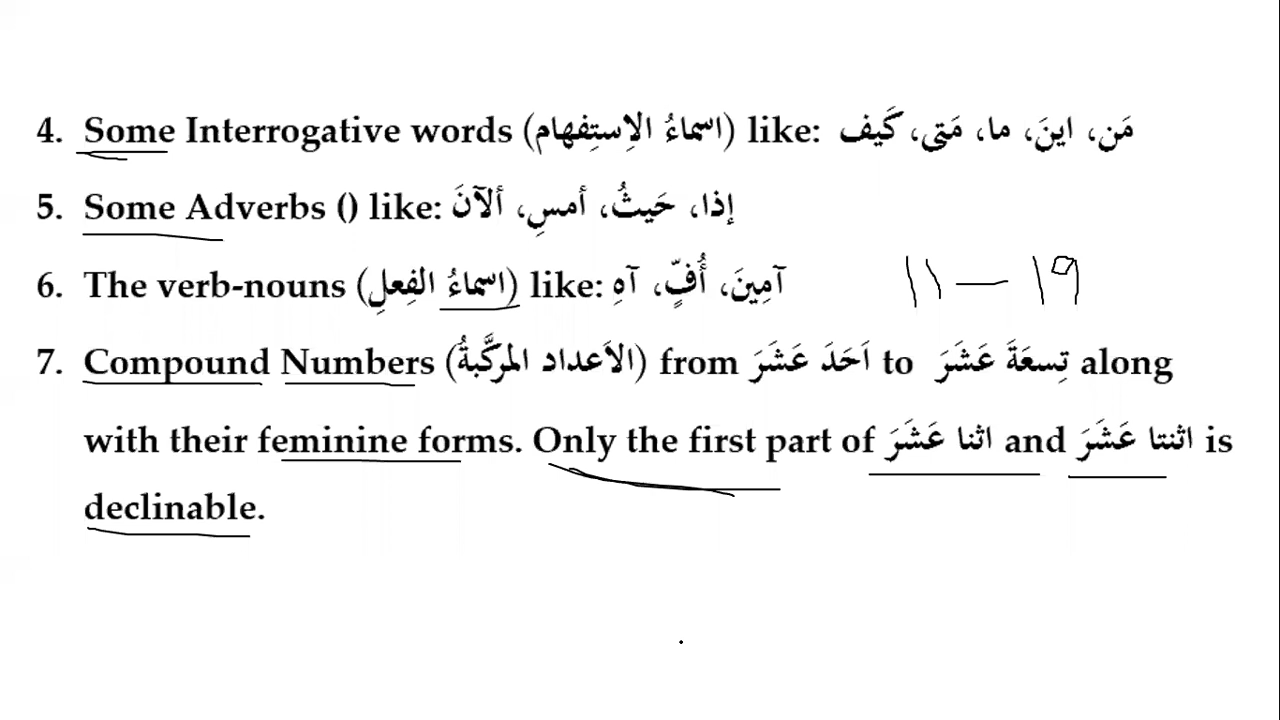 4. Some Interrogative words (اسماءُ الاِستِفهام) like: مَن، اينَ، ما، مَتى، كَيف
5. Some Adverbs () like: إذا، حَيثُ، أمسِ، ألآنَ
6. The verb-nouns (اسماءُ الفِعلِ) like: آمِينَ، أُفٍّ، آهِ
١١ — ١٩
7. Compound Numbers (الاَعداد المركَّبةُ) from اَحَدَ عَشَرَ to تِسعَةَ عَشَرَ along
with their feminine forms. Only the first part of اثنا عَشَرَ and اثنتا عَشَرَ is
declinable.